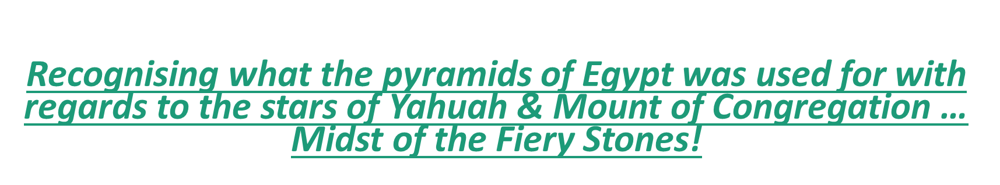 Recognising what the pyramids of Egypt was used for with
regards to the stars of Yahuah & Mount of Congregation …
Midst of the Fiery Stones!